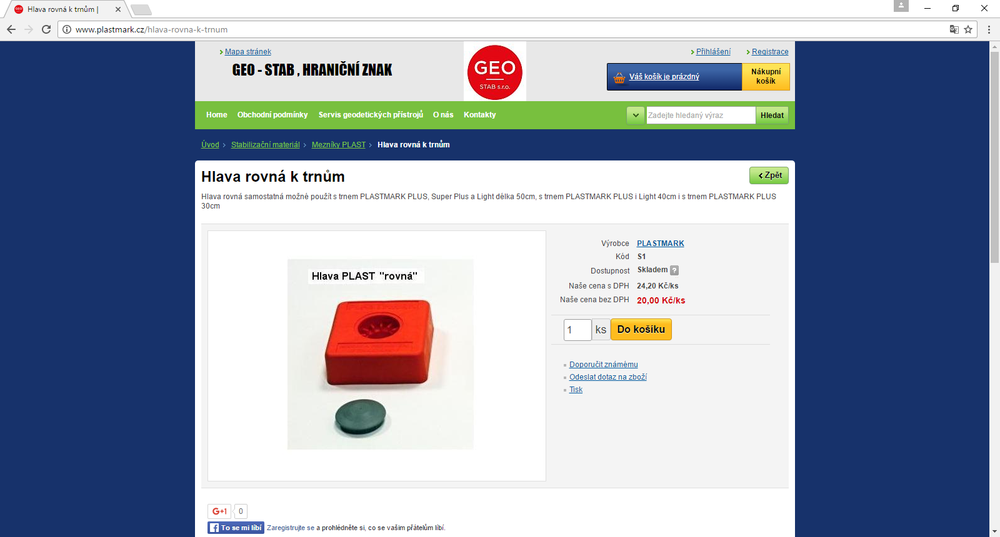 Hlava rovná k trnům |
www.plastmark.cz/hlava-rovna-k-trnum
Mapa stránek
GEO - STAB , HRANIČNÍ ZNAK
GEO
STAB s.r.o.
Přihlášení
Registrace
Váš košík je prázdný
Nákupní
košík
Home
Obchodní podmínky
Servis geodetických přístrojů
O nás
Kontakty
Zadejte hledaný výraz
Hledat
Úvod
Stabilizační materiál
Mezníky PLAST
Hlava rovná k trnům
Hlava rovná k trnům
Zpět
Hlava rovná samostatná možné použít s trnem PLASTMARK PLUS, Super Plus a Light délka 50cm, s trnem PLASTMARK PLUS i Light 40cm i s trnem PLASTMARK PLUS
30cm
Hlava PLAST "rovná"
Výrobce PLASTMARK
Kód S1
Dostupnost Skladem ?
Naše cena s DPH 24,20 Kč/ks
Naše cena bez DPH 20,00 Kč/ks
1 ks Do košíku
Doporučit známému
Odeslat dotaz na zboží
Tisk
G+1 0
To se mi líbí Zaregistrujte se a prohlédněte si, co se vašim přátelům líbí.